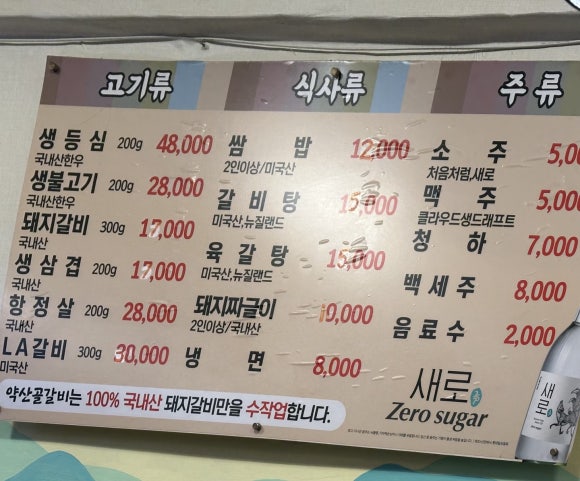 고기류
생등심 200g 48,000
국내산한우
생불고기 200g 28,000
국내산한우
돼지갈비 300g 17,000
국내산
생삼겹 200g 17,000
국내산
항정살 200g 28,000
국내산
LA갈비 300g 30,000
미국산
식사류
쌈밥 12,000
2인이상/미국산
갈비탕 15,000
미국산,뉴질랜드
육갈탕 15,000
미국산,뉴질랜드
돼지짜글이 10,000
2인이상/국내산
냉면 8,000
주류
소주 5,00
처음처럼,새로
맥주 5,000
클라우드생드래프트
청하 7,000
백세주 8,000
음료수 2,000
약산골갈비는 100% 국내산 돼지갈비만을 수작업합니다.
새로
Zero sugar
새로